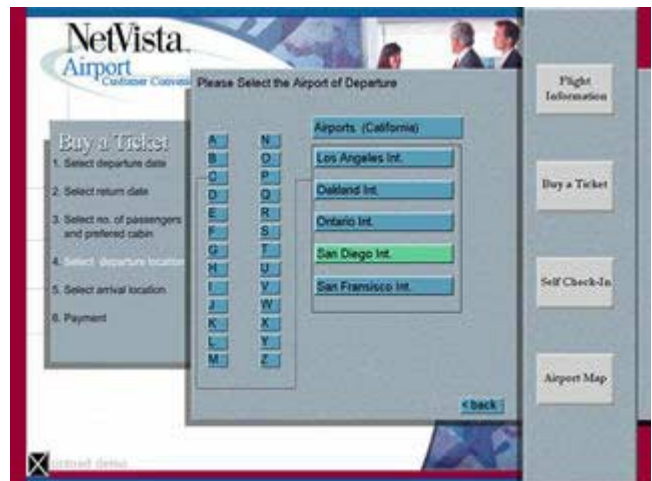 NetVista
Airport
Customer
Please Select the Airport of Departure
Buy a Ticket
1. Select departure date
2. Select return date
3. Select no. of passengers
and prefered cabin
4. Select departure location
5. Select arrival location
6. Payment
A N
B O
C P
D Q
E R
F S
G T
H U
I V
J W
K X
L Y
M Z
Airports (California)
Los Angeles Int.
Oakland Int.
Ontario Int.
San Diego Int.
San Fransisco Int.
< back
Flight
Information
Buy a Ticket
Self Check-In
Airport Map
demo